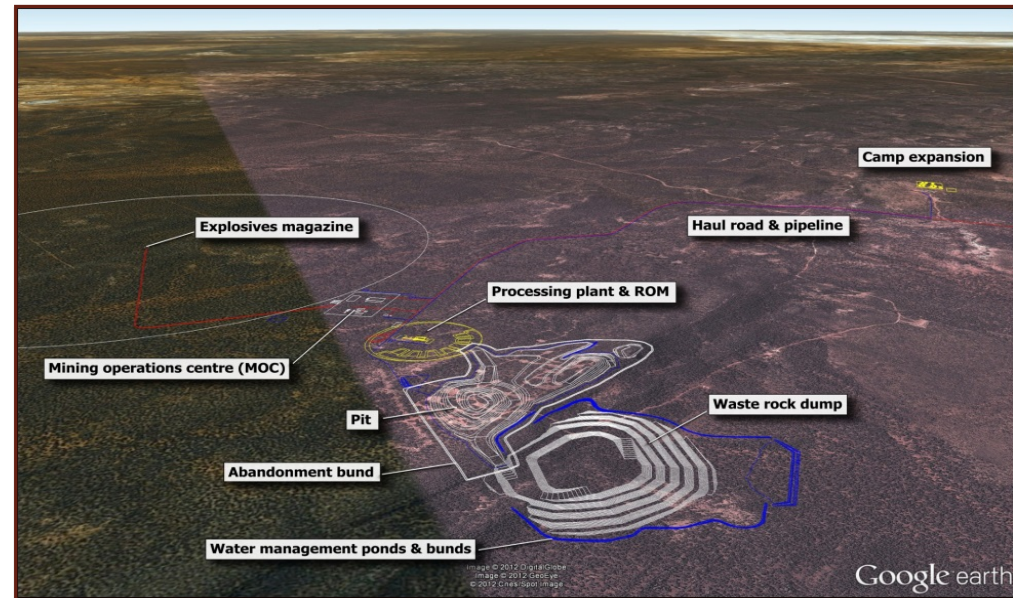 Camp expansion
Explosives magazine
Haul road & pipeline
Processing plant & ROM
Mining operations centre (MOC)
Waste rock dump
Pit
Abandonment bund
Water management ponds & bunds
Image © 2012 DigitalGlobe
Image © 2012 GeoEye
© 2012 Cnes/Spot Image
Google earth